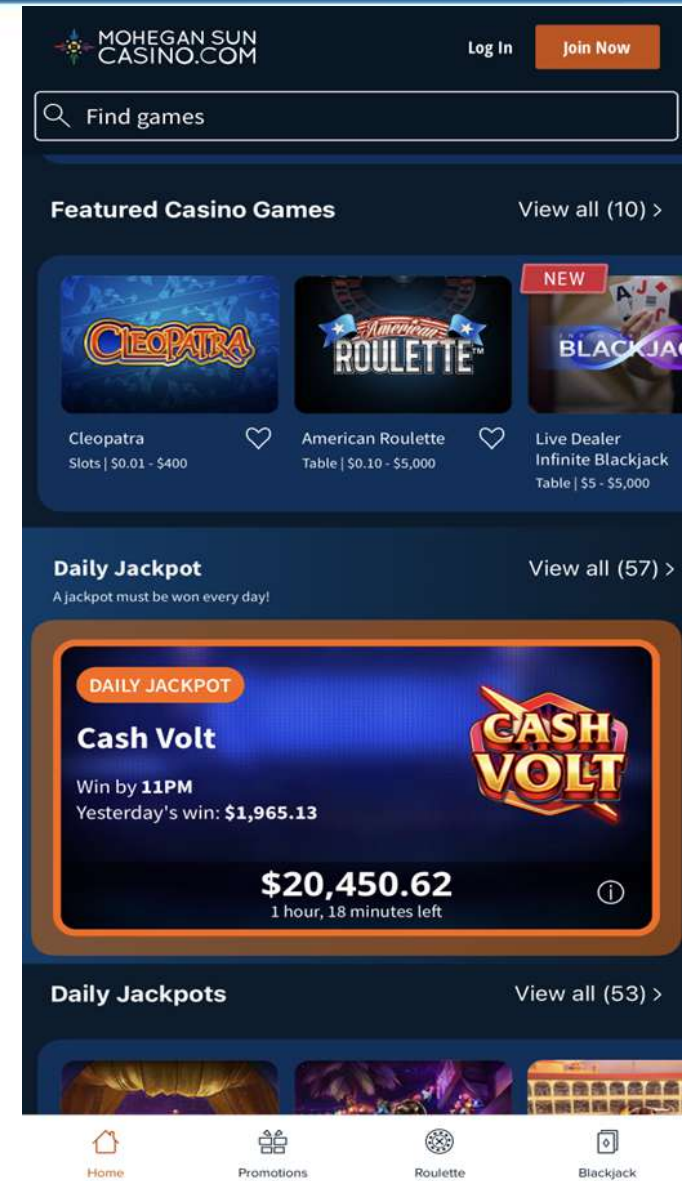 MOHEGAN SUN
CASINO.COM
Log In
Join Now
Find games
Featured Casino Games
View all (10) >
CLEOPATRA
American
ROULETTE™
NEW
BLACKJA
Cleopatra
Slots | $0.01 - $400
American Roulette
Table | $0.10 - $5,000
Live Dealer
Infinite Blackjack
Table | $5 - $5,000
Daily Jackpot
View all (57) >
A jackpot must be won every day!
DAILY JACKPOT
Cash Volt
CASH
VOLT
Win by 11PM
Yesterday's win: $1,965.13
$20,450.62
1 hour, 18 minutes left
Daily Jackpots
View all (53) >
Home
Promotions
Roulette
Blackjack